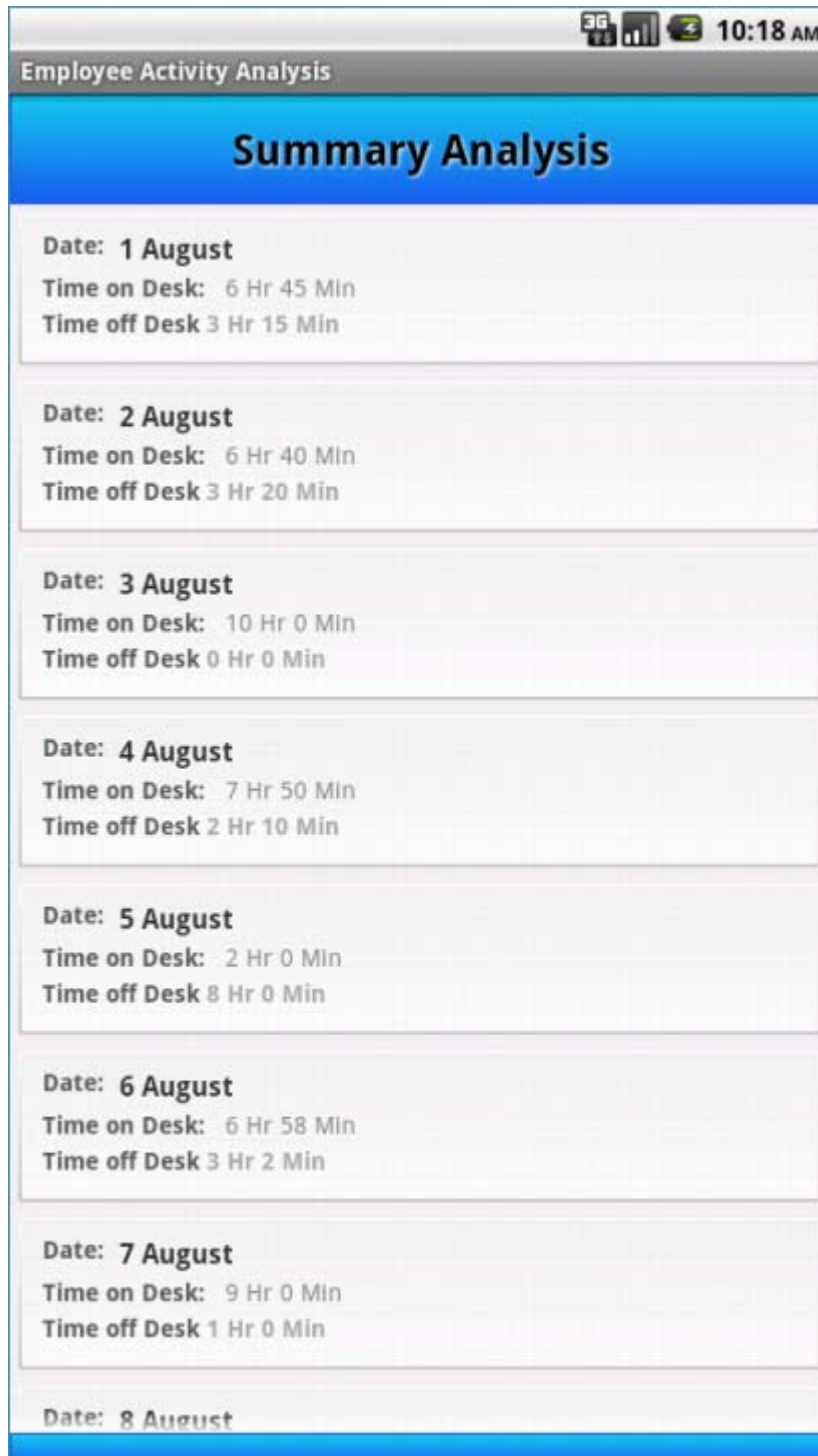 3G
10:18 AM
Employee Activity Analysis
Summary Analysis
Date: 1 August
Time on Desk: 6 Hr 45 Min
Time off Desk 3 Hr 15 Min
Date: 2 August
Time on Desk: 6 Hr 40 Min
Time off Desk 3 Hr 20 Min
Date: 3 August
Time on Desk: 10 Hr 0 Min
Time off Desk 0 Hr 0 Min
Date: 4 August
Time on Desk: 7 Hr 50 Min
Time off Desk 2 Hr 10 Min
Date: 5 August
Time on Desk: 2 Hr 0 Min
Time off Desk 8 Hr 0 Min
Date: 6 August
Time on Desk: 6 Hr 58 Min
Time off Desk 3 Hr 2 Min
Date: 7 August
Time on Desk: 9 Hr 0 Min
Time off Desk 1 Hr 0 Min
Date: 8 August